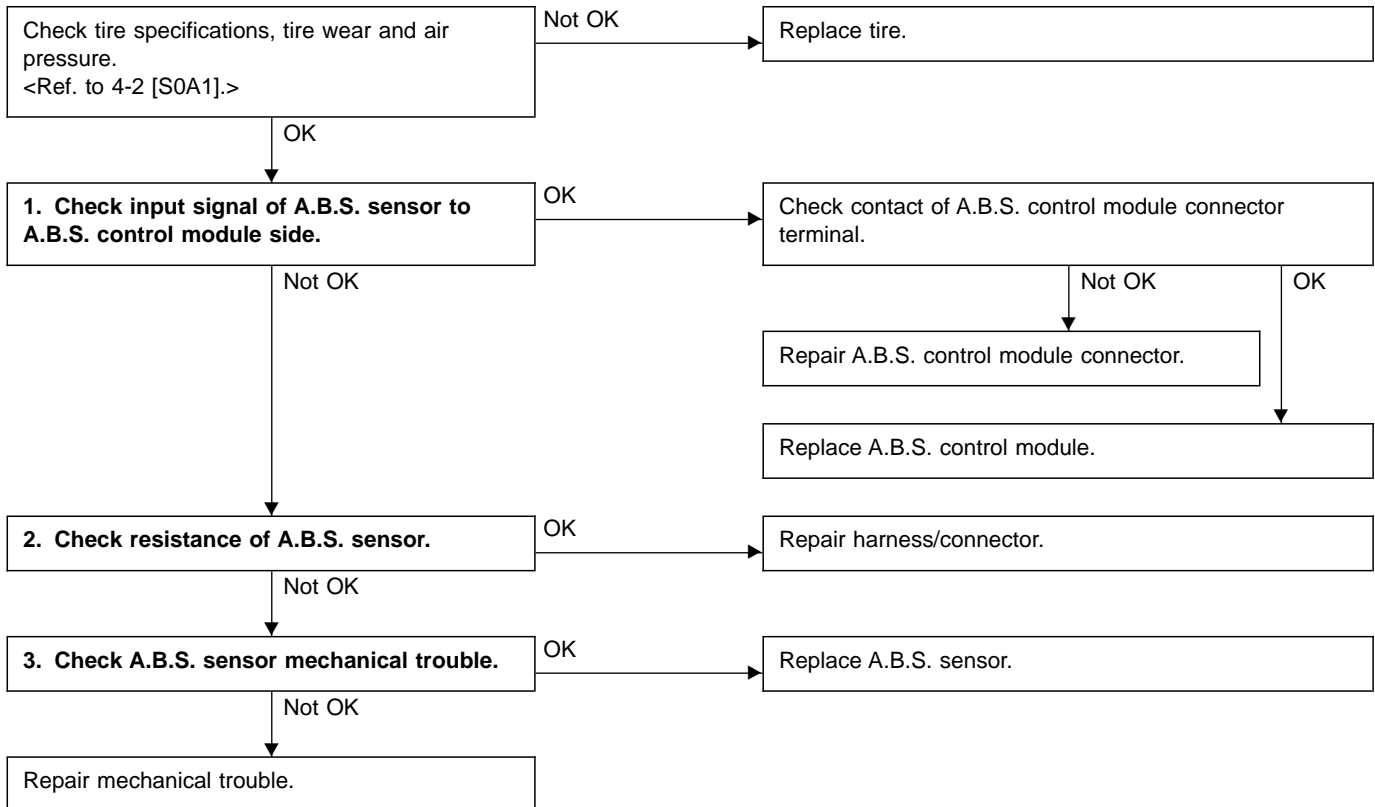 Check tire specifications, tire wear and air
pressure.
<Ref. to 4-2 [S0A1].>
Not OK
Replace tire.
OK
1. Check input signal of A.B.S. sensor to
A.B.S. control module side.
OK
Check contact of A.B.S. control module connector
terminal.
Not OK
Not OK
OK
Repair A.B.S. control module connector.
Replace A.B.S. control module.
2. Check resistance of A.B.S. sensor.
OK
Repair harness/connector.
Not OK
3. Check A.B.S. sensor mechanical trouble.
OK
Replace A.B.S. sensor.
Not OK
Repair mechanical trouble.